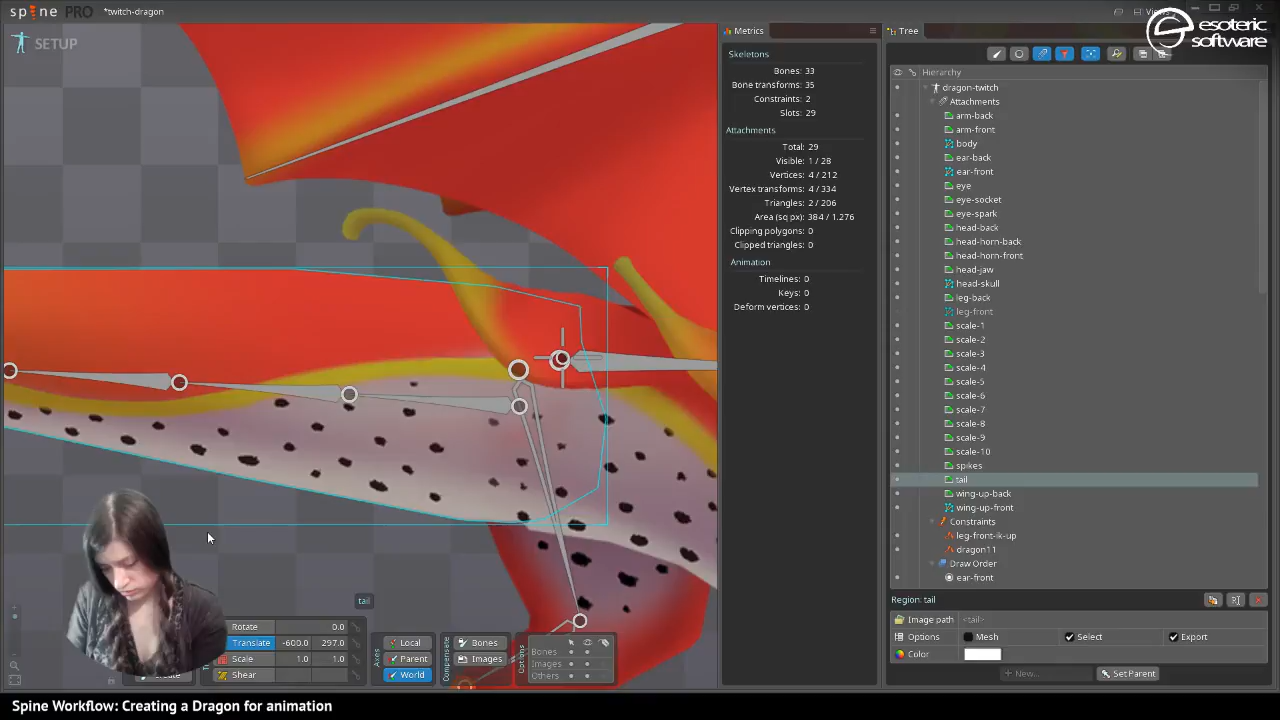 spine PRO *twitch-dragon
Views
esoteric software
SETUP
Metrics
Tree
Skeletons
Bones: 33
Bone transforms: 35
Constraints: 2
Slots: 29
Attachments
Total: 29
Visible: 1 / 28
Vertices: 4 / 212
Vertex transforms: 4 / 334
Triangles: 2 / 206
Area (sq px): 384 / 1.276
Clipping polygons: 0
Clipped triangles: 0
Animation
Timelines: 0
Keys: 0
Deform vertices: 0
Hierarchy
dragon-twitch
Attachments
arm-back
arm-front
body
ear-back
ear-front
eye
eye-socket
eye-spark
head-back
head-horn-back
head-horn-front
head-jaw
head-skull
leg-back
leg-front
scale-1
scale-2
scale-3
scale-4
scale-5
scale-6
scale-7
scale-8
scale-9
scale-10
spikes
tail
wing-up-back
wing-up-front
Constraints
leg-front-ik-up
dragon11
Draw Order
ear-front
Region: tail
Image path <tail>
Options Mesh Select Export
Color
New... Set Parent
tail
Rotate 0.0
Translate -600.0 297.0
Scale 1.0 1.0
Shear
Create
Axes
Local
Parent
World
Compensate
Bones
Images
Options
Bones
Images
Others
Spine Workflow: Creating a Dragon for animation